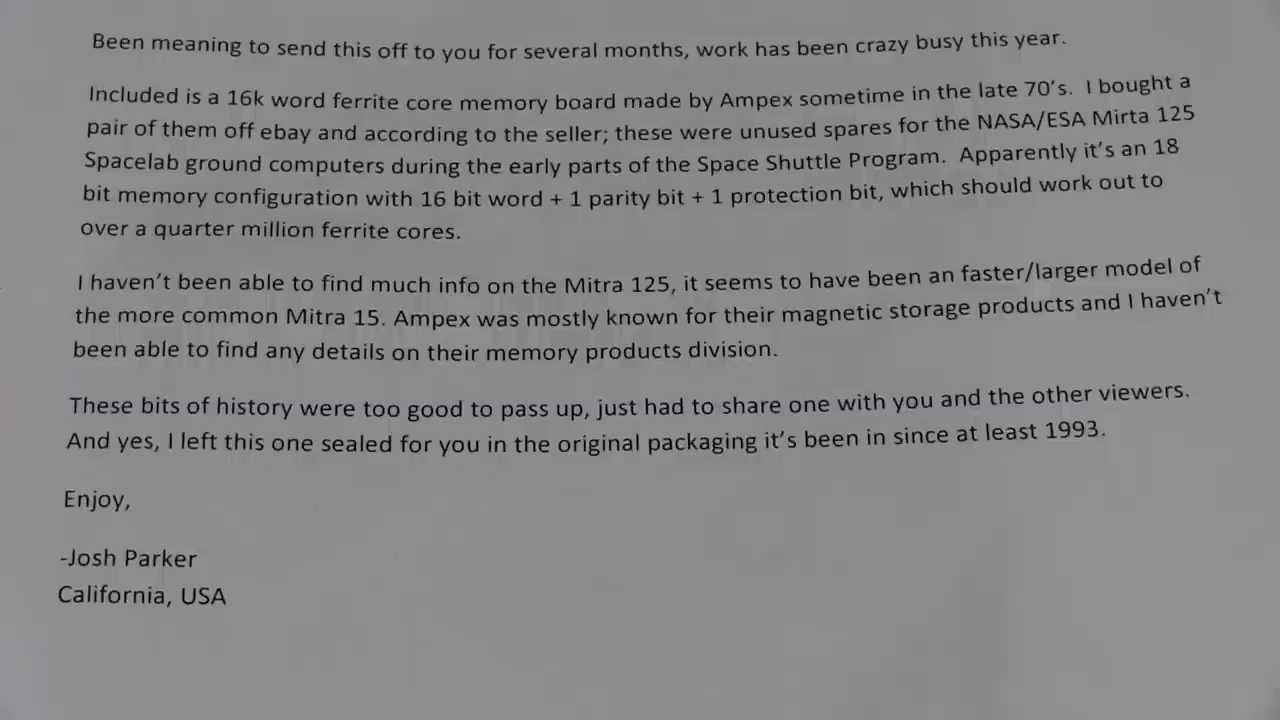 Been meaning to send this off to you for several months, work has been crazy busy this year.
Included is a 16k word ferrite core memory board made by Ampex sometime in the late 70's.  I bought a
pair of them off ebay and according to the seller; these were unused spares for the NASA/ESA Mirta 125
Spacelab ground computers during the early parts of the Space Shuttle Program.  Apparently it's an 18
bit memory configuration with 16 bit word + 1 parity bit + 1 protection bit, which should work out to
over a quarter million ferrite cores.
I haven't been able to find much info on the Mitra 125, it seems to have been an faster/larger model of
the more common Mitra 15. Ampex was mostly known for their magnetic storage products and I haven't
been able to find any details on their memory products division.
These bits of history were too good to pass up, just had to share one with you and the other viewers.
And yes, I left this one sealed for you in the original packaging it's been in since at least 1993.
Enjoy,
-Josh Parker
California, USA